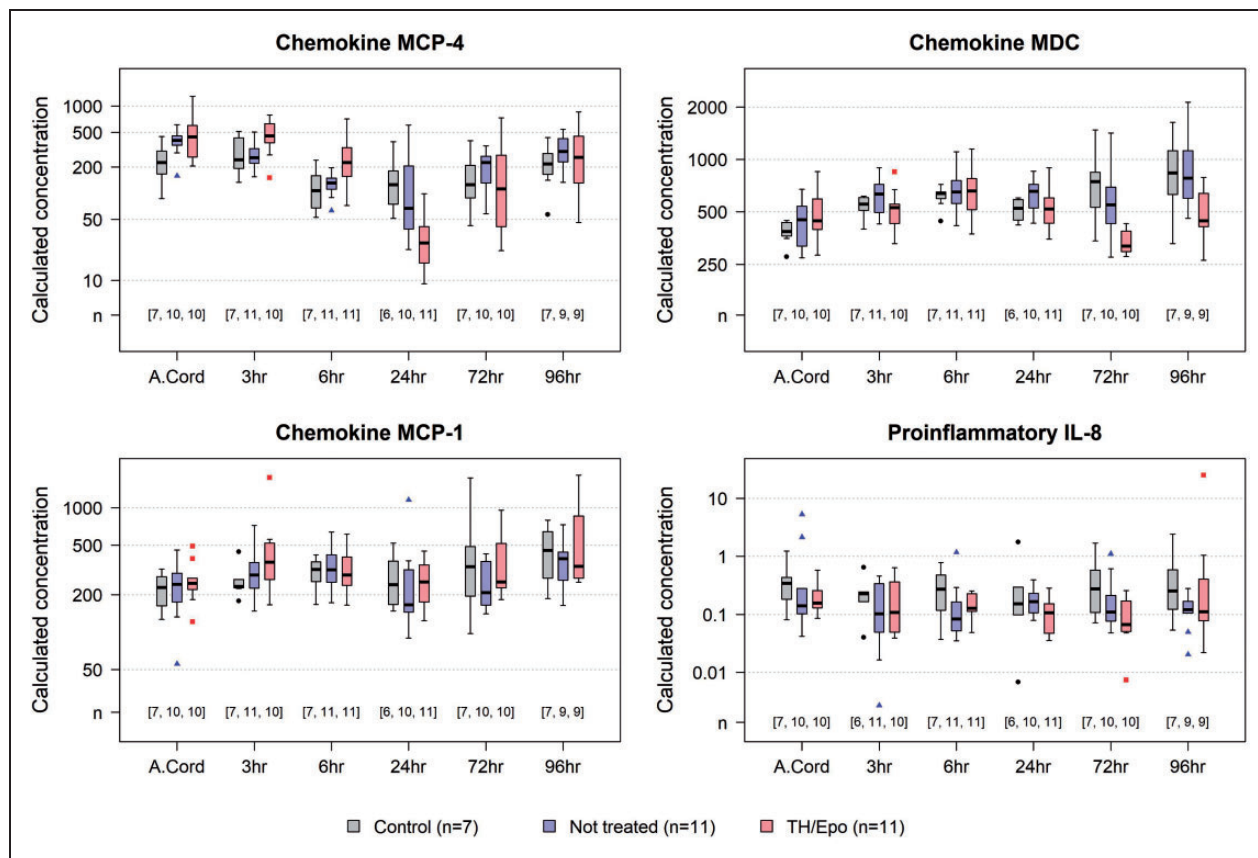 Chemokine MCP-4
Calculated concentration
1000
500
200
50
10
n
[7, 10, 10] [7, 11, 10] [7, 11, 11] [6, 10, 11] [7, 10, 10] [7, 9, 9]
A.Cord 3hr 6hr 24hr 72hr 96hr
Chemokine MDC
Calculated concentration
2000
1000
500
250
n
[7, 10, 10] [7, 11, 10] [7, 11, 11] [6, 10, 11] [7, 10, 10] [7, 9, 9]
A.Cord 3hr 6hr 24hr 72hr 96hr
Chemokine MCP-1
Calculated concentration
1000
500
200
50
n
[7, 10, 10] [7, 11, 10] [7, 11, 11] [6, 10, 11] [7, 10, 10] [7, 9, 9]
A.Cord 3hr 6hr 24hr 72hr 96hr
Proinflammatory IL-8
Calculated concentration
10
1
0.1
0.01
n
[7, 10, 10] [6, 11, 10] [7, 11, 11] [6, 10, 11] [7, 10, 10] [7, 9, 9]
A.Cord 3hr 6hr 24hr 72hr 96hr
Control (n=7) Not treated (n=11) TH/Epo (n=11)